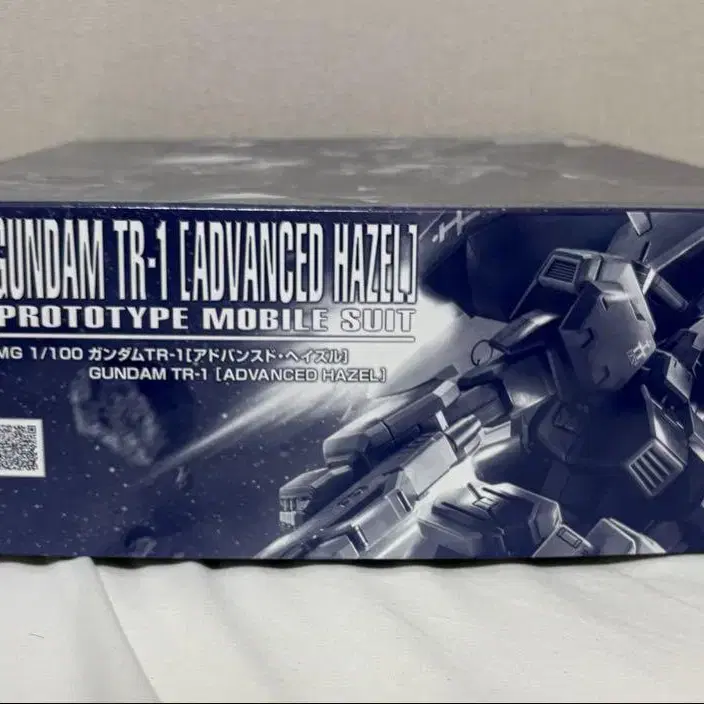 GUNDAM TR-1 [ADVANCED HAZEL]
PROTOTYPE MOBILE SUIT
MG 1/100 ガンダムTR-1[アドバンスド・ヘイズル]
GUNDAM TR-1 [ADVANCED HAZEL]